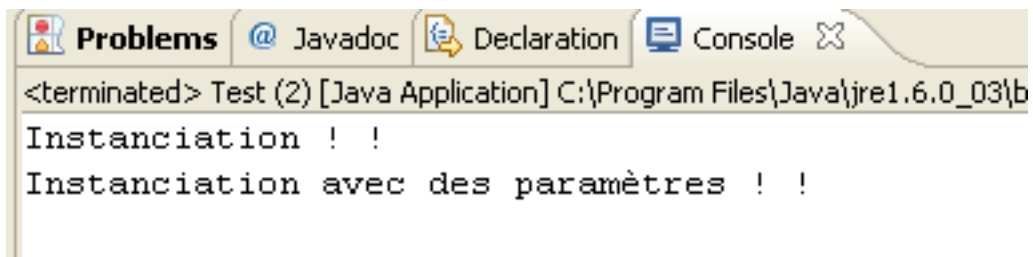 Problems @ Javadoc Declaration Console
<terminated> Test (2) [Java Application] C:\Program Files\Java\jre1.6.0_03\b
Instanciation ! !
Instanciation avec des paramètres ! !